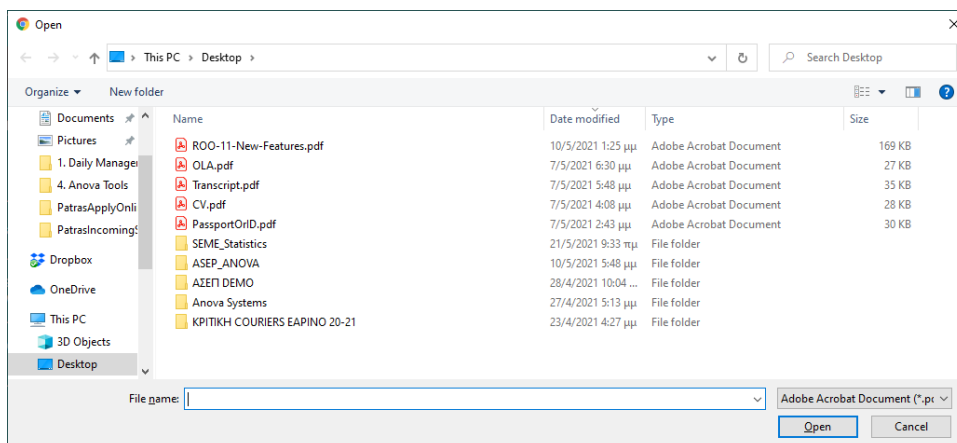 Open
This PC > Desktop >
Search Desktop
Organize
New folder
Name Date modified Type Size
Documents
Pictures
1. Daily Manager
4. Anova Tools
PatrasApplyOnli
PatrasIncomingS
Dropbox
OneDrive
This PC
3D Objects
Desktop
ROO-11-New-Features.pdf 10/5/2021 1:25 μμ Adobe Acrobat Document 169 KB
OLA.pdf 7/5/2021 6:30 μμ Adobe Acrobat Document 27 KB
Transcript.pdf 7/5/2021 5:48 μμ Adobe Acrobat Document 35 KB
CV.pdf 7/5/2021 4:08 μμ Adobe Acrobat Document 28 KB
PassportOrID.pdf 7/5/2021 2:43 μμ Adobe Acrobat Document 30 KB
SEME_Statistics 21/5/2021 9:33 πμ File folder
ASEP_ANOVA 10/5/2021 5:48 μμ File folder
ΑΣΕΠ DEMO 28/4/2021 10:04 ... File folder
Anova Systems 27/4/2021 5:13 μμ File folder
ΚΡΙΤΙΚΗ COURIERS ΕΑΡΙΝΟ 20-21 23/4/2021 4:27 μμ File folder
File name:
Adobe Acrobat Document (*.pc
Open
Cancel